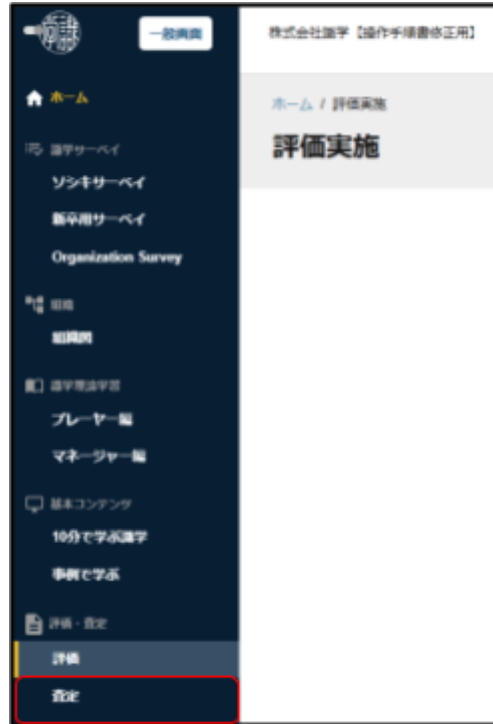 一般画面
株式会社識学【操作手順書修正用】
ホーム
ホーム / 評価実施
評価実施
識学サーベイ
ソシキサーベイ
新卒用サーベイ
Organization Survey
組織
組織図
識学理論学習
プレーヤー編
マネージャー編
基本コンテンツ
10分で学ぶ識学
事例で学ぶ
評価・査定
評価
査定